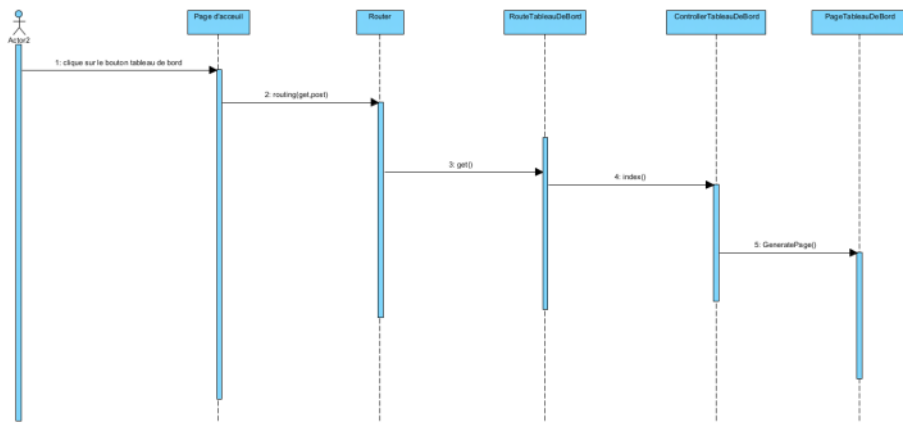 Page d'acceuil
Router
RouteTableauDeBord
ControllerTableauDeBord
PageTableauDeBord
Actor2
1: clique sur le bouton tableau de bord
2: routing(get,post)
3: get()
4: index()
5: GeneratePage()